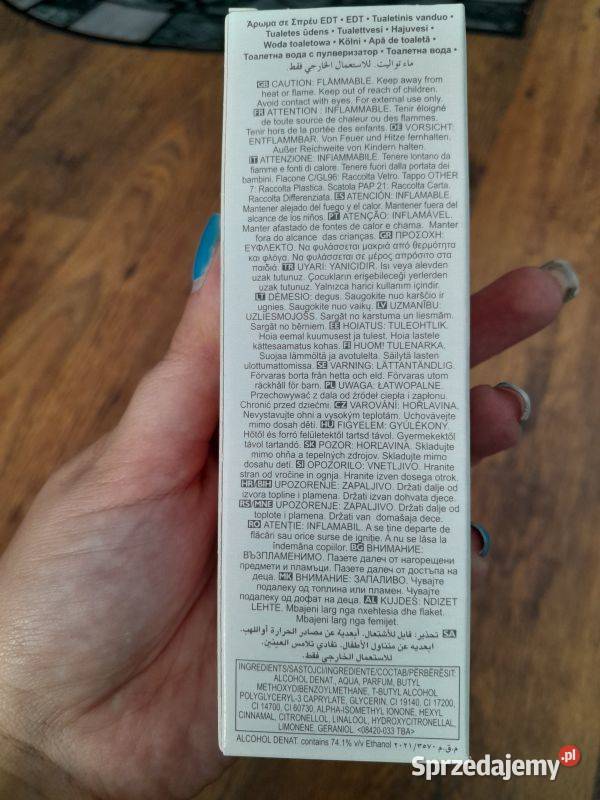 Άρωμα σε Σπρέυ EDT • EDT • Tualetinis vanduo •
Tualetes ūdens • Tualettvesi • Hajuvesi •
Woda toaletowa • Kölni • Apă de toaletă •
Тоалетна вода с пулверизатор • Тоалетна вода •
ماء تواليت. للاستعمال الخارجي فقط.
GB CAUTION: FLAMMABLE. Keep away from
heat or flame. Keep out of reach of children.
Avoid contact with eyes. For external use only.
FR ATTENTION : INFLAMMABLE. Tenir éloigné
de toute source de chaleur ou des flammes.
Tenir hors de la portée des enfants. DE VORSICHT:
ENTFLAMMBAR. Von Feuer und Hitze fernhalten.
Außer Reichweite von Kindern halten.
IT ATTENZIONE: INFIAMMABILE. Tenere lontano da
fiamme e fonti di calore. Tenere fuori dalla portata dei
bambini. Flacone C/GL96: Raccolta Vetro. Tappo OTHER
7: Raccolta Plastica. Scatola PAP 21: Raccolta Carta.
Raccolta Differenziata. ES ATENCIÓN: INFLAMABLE.
Mantener alejado del fuego y el calor. Mantener fuera del
alcance de los niños. PT ATENÇÃO: INFLAMÁVEL.
Manter afastado de fontes de calor e chama. Manter
fora do alcance das crianças. GR ΠΡΟΣΟΧΗ:
ΕΥΦΛΕΚΤΟ. Να φυλάσσεται μακριά από θερμότητα
και φλόγα. Να φυλάσσεται σε μέρος απρόσιτο στα
παιδιά. TR UYARI: YANICIDIR. Isı veya alevden
uzak tutunuz. Çocukların erişebileceği yerlerden
uzak tutunuz. Yalnızca harici kullanım içindir.
LT DĖMESIO: degus. Saugokite nuo karščio ir
ugnies. Saugokite nuo vaikų. LV UZMANĪBU:
UZLIESMOJOŠS. Sargāt no karstuma un liesmām.
Sargāt no bērniem. EE HOIATUS: TULEOHTLIK.
Hoia eemal kuumusest ja tulest. Hoia lastele
kättesaamatus kohas. FI HUOM! TULENARKA.
Suojaa lämmöltä ja avotulelta. Säilytä lasten
ulottumattomissa. SE VARNING: LÄTTANTÄNDLIG.
Förvaras borta från hetta och eld. Förvaras utom
räckhåll för barn. PL UWAGA: ŁATWOPALNE.
Przechowywać z dala od źródeł ciepła i zapłonu.
Chronić przed dziećmi. CZ VAROVÁNÍ: HOŘLAVINA.
Nevystavujte ohni a vysokým teplotám. Uchovávejte
mimo dosah dětí. HU FIGYELEM: GYÚLÉKONY.
Hőtől és forró felületektől tartsd távol. Gyermekektől
távol tartandó. SK POZOR: HORĽAVINA. Skladujte
mimo ohňa a tepelných zdrojov. Skladujte mimo
dosahu detí. SI OPOZORILO: VNETLJIVO. Hranite
stran od vročine in ognja. Hranite izven dosega otrok.
HR/BIH UPOZORENJE: ZAPALJIVO. Držati dalje od
izvora topline i plamena. Držati izvan dohvata djece.
RS/MNE UPOZORENJE: ZAPALJIVO. Držati dalje od
toplote i plamena. Držati van domašaja dece.
RO ATENȚIE: INFLAMABIL. A se ține departe de
flăcări sau orice surse de igniție. A nu se lăsa la
îndemâna copiilor. BG ВНИМАНИЕ:
ВЪЗПЛАМЕНИМО. Пазете далеч от нагорещени
предмети и пламъци. Пазете далеч от достъпа на
деца. MK ВНИМАНИЕ: ЗАПАЛИВО. Чувајте
подалеку од топлина или пламен. Чувајте
подалеку од дофат на деца. AL KUJDES: NDIZET
LEHTE. Mbajeni larg nga nxehtesia dhe flaket.
Mbajeni larg nga femijet.
SA تحذير: قابل للأشتعال. أبعديه عن مصادر الحرارة أواللهب.
ابعديه عن متناول الأطفال. تفادي تلامس العينين.
للاستعمال الخارجي فقط.
INGREDIENTS/SASTOJCI/INGREDIENTE/СОСТАВ/PËRBËRËSIT:
ALCOHOL DENAT., AQUA, PARFUM, BUTYL
METHOXYDIBENZOYLMETHANE, T-BUTYL ALCOHOL
POLYGLYCERYL-3 CAPRYLATE, GLYCERIN, CI 19140, CI 17200,
CI 14700, CI 60730, ALPHA-ISOMETHYL IONONE, HEXYL
CINNAMAL, CITRONELLOL, LINALOOL, HYDROXYCITRONELLAL,
LIMONENE, GERANIOL. <08420-033 TBA>
ALCOHOL DENAT. contains 74.1% v/v Ethanol م.ق.م ٢٠٢١/٣٥٧٠
Sprzedajemy.pl